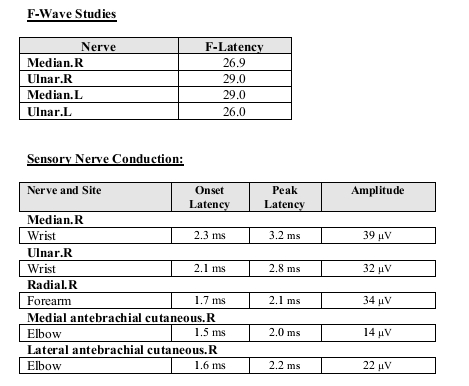 F-Wave Studies
Nerve F-Latency
Median.R 26.9
Ulnar.R 29.0
Median.L 29.0
Ulnar.L 26.0
Sensory Nerve Conduction:
Nerve and Site Onset Latency Peak Latency Amplitude
Median.R
Wrist 2.3 ms 3.2 ms 39 µV
Ulnar.R
Wrist 2.1 ms 2.8 ms 32 µV
Radial.R
Forearm 1.7 ms 2.1 ms 34 µV
Medial antebrachial cutaneous.R
Elbow 1.5 ms 2.0 ms 14 µV
Lateral antebrachial cutaneous.R
Elbow 1.6 ms 2.2 ms 22 µV